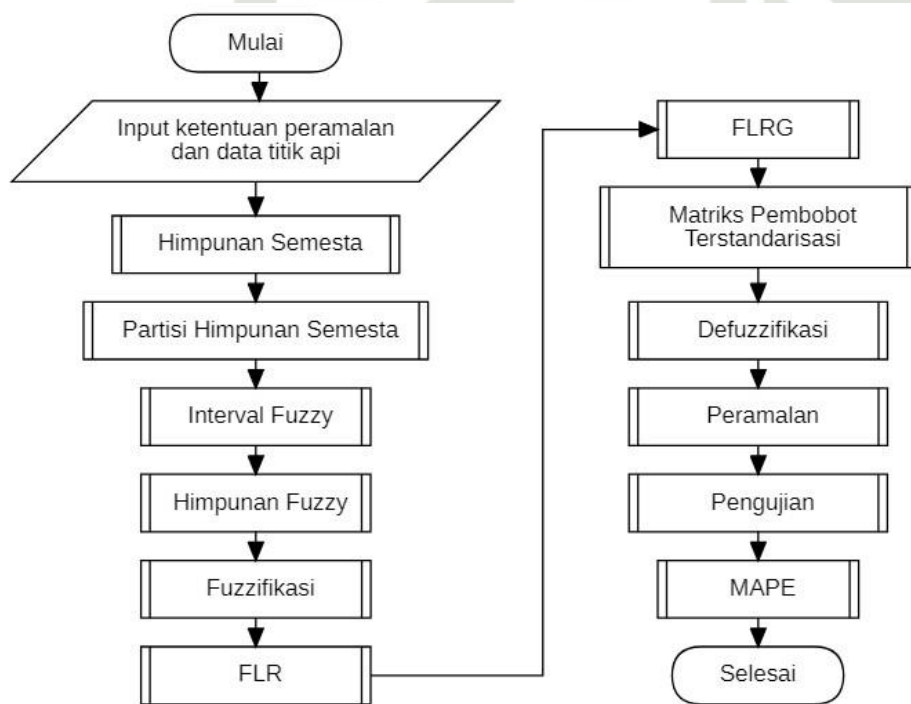 Mulai
Input ketentuan peramalan
dan data titik api
Himpunan Semesta
Partisi Himpunan Semesta
Interval Fuzzy
Himpunan Fuzzy
Fuzzifikasi
FLR
FLRG
Matriks Pembobot
Terstandarisasi
Defuzzifikasi
Peramalan
Pengujian
MAPE
Selesai